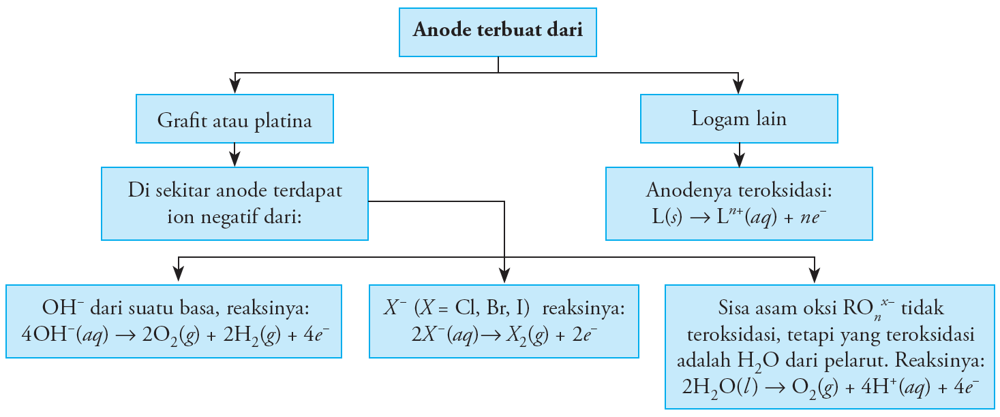 Anode terbuat dari
Grafit atau platina
Logam lain
Di sekitar anode terdapat
ion negatif dari:
Anodenya teroksidasi:
L(s) → Lⁿ⁺(aq) + ne⁻
OH⁻ dari suatu basa, reaksinya:
4OH⁻(aq) → 2O₂(g) + 2H₂(g) + 4e⁻
X⁻ (X = Cl, Br, I) reaksinya:
2X⁻(aq)→ X₂(g) + 2e⁻
Sisa asam oksi ROₙˣ⁻ tidak
teroksidasi, tetapi yang teroksidasi
adalah H₂O dari pelarut. Reaksinya:
2H₂O(l) → O₂(g) + 4H⁺(aq) + 4e⁻